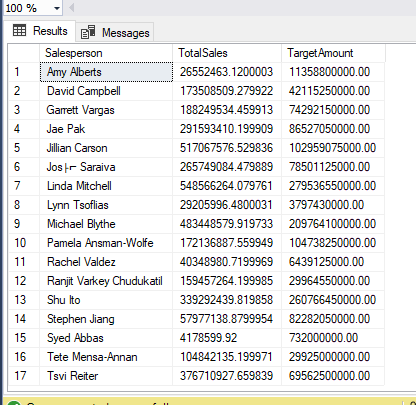 100 %
Results Messages
Salesperson TotalSales TargetAmount
1 Amy Alberts 26552463.1200003 11358800000.00
2 David Campbell 173508509.279922 42115250000.00
3 Garrett Vargas 188249534.459913 74292150000.00
4 Jae Pak 291593410.199909 86527050000.00
5 Jillian Carson 517067576.529836 102959075000.00
6 Jos├⌐ Saraiva 265749084.479889 78501125000.00
7 Linda Mitchell 548566264.079761 279536550000.00
8 Lynn Tsoflias 29205996.4800031 3797430000.00
9 Michael Blythe 483448579.919733 209764100000.00
10 Pamela Ansman-Wolfe 172136887.559949 104738250000.00
11 Rachel Valdez 40348980.7199969 6439125000.00
12 Ranjit Varkey Chudukatil 159457264.199985 29964550000.00
13 Shu Ito 339292439.819858 260766450000.00
14 Stephen Jiang 57977138.8799954 82282050000.00
15 Syed Abbas 4178599.92 732000000.00
16 Tete Mensa-Annan 104842135.199971 29925000000.00
17 Tsvi Reiter 376710927.659839 69562500000.00